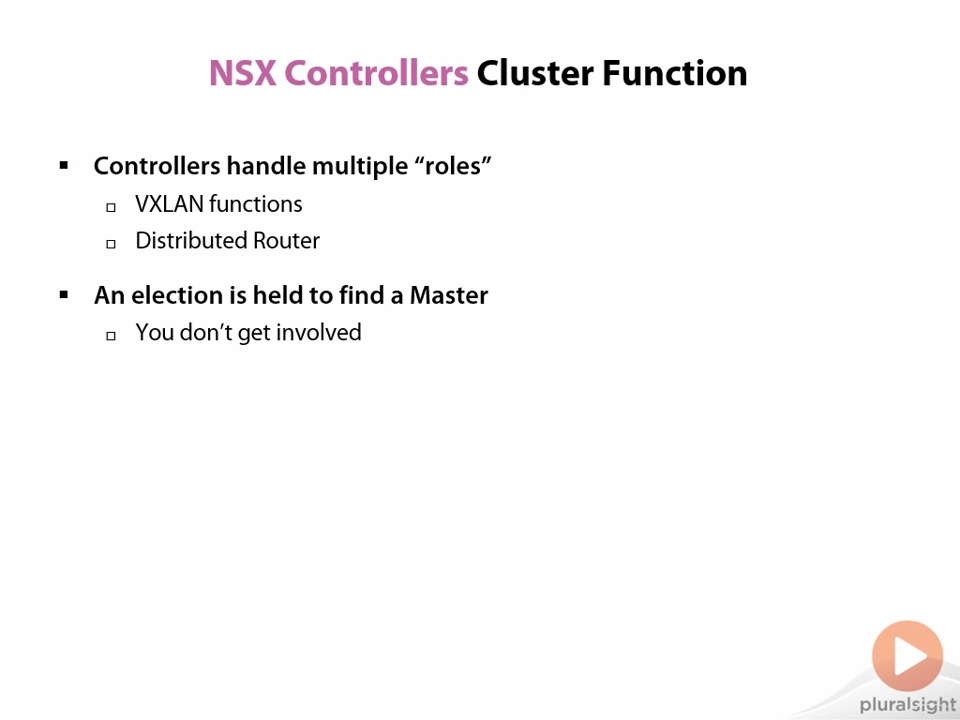 NSX Controllers Cluster Function
Controllers handle multiple “roles”
VXLAN functions
Distributed Router
An election is held to find a Master
You don’t get involved
pluralsight